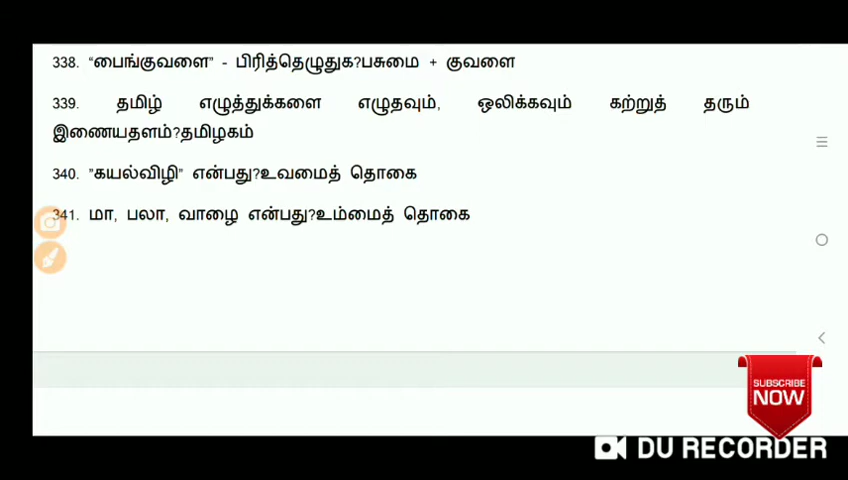 338. “பைங்குவளை” - பிரித்தெழுதுக?பசுமை + குவளை
339. தமிழ் எழுத்துக்களை எழுதவும், ஒலிக்கவும் கற்றுத் தரும்
இணையதளம்?தமிழகம்
340. ”கயல்விழி” என்பது?உவமைத் தொகை
341. மா, பலா, வாழை என்பது?உம்மைத் தொகை
SUBSCRIBE
NOW
DU RECORDER